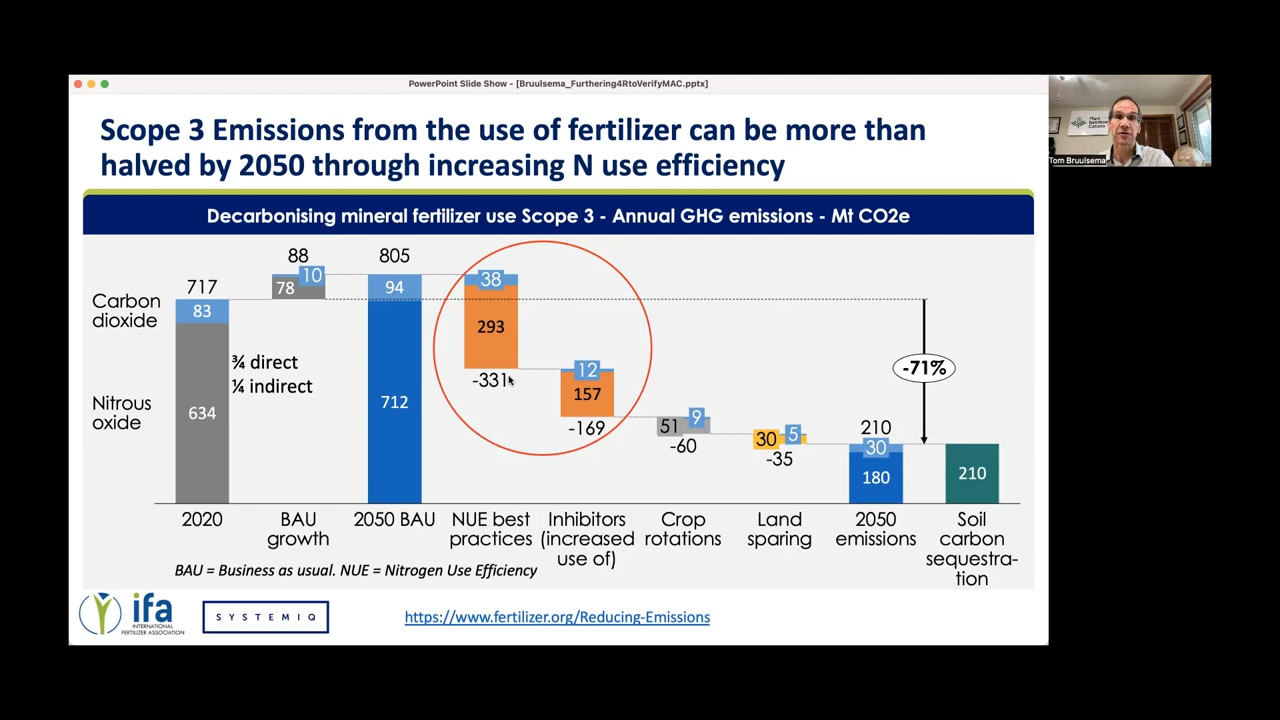 PowerPoint Slide Show - [Bruulsema_Furthering4RtoVerifyMAC.pptx]
Scope 3 Emissions from the use of fertilizer can be more than
halved by 2050 through increasing N use efficiency
Decarbonising mineral fertilizer use Scope 3 - Annual GHG emissions - Mt CO2e
Carbon
dioxide
Nitrous
oxide
717
83
634
¾ direct
¼ indirect
88
10
78
805
94
712
38
293
-331
12
157
-169
51
9
-60
30
5
-35
210
30
180
-71%
210
2020
BAU
growth
2050 BAU
NUE best
practices
Inhibitors
(increased
use of)
Crop
rotations
Land
sparing
2050
emissions
Soil
carbon
sequestra-
tion
BAU = Business as usual. NUE = Nitrogen Use Efficiency
ifa
INTERNATIONAL
FERTILIZER ASSOCIATION
SYSTEMIQ
https://www.fertilizer.org/Reducing-Emissions
Plant
Nutrition
Canada
Tom Bruulsema